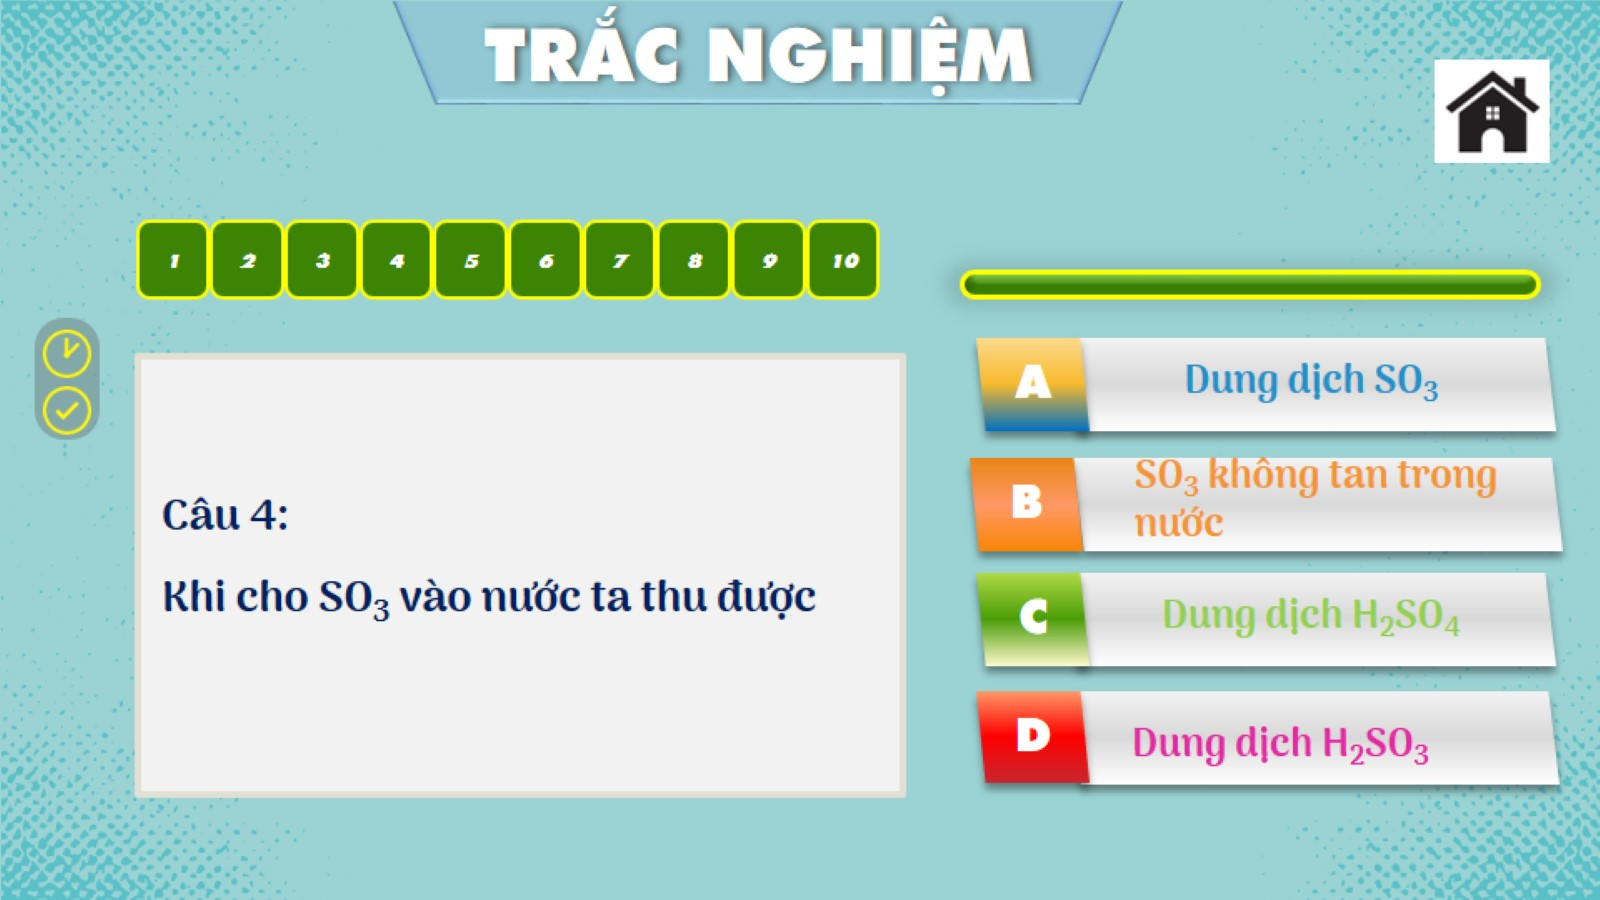 TRẮC NGHIỆM
1 2 3 4 5 6 7 8 9 10
Câu 4:
Khi cho SO₃ vào nước ta thu được
A Dung dịch SO₃
B SO₃ không tan trong
nước
C Dung dịch H₂SO₄
D Dung dịch H₂SO₃